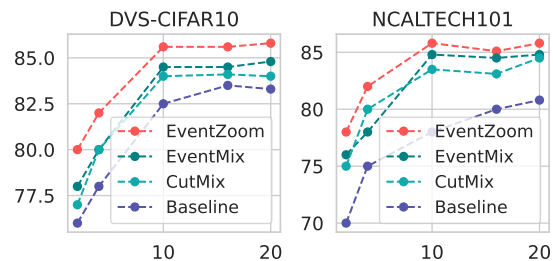 DVS-CIFAR10
85.0
82.5
80.0
77.5
10
20
EventZoom
EventMix
CutMix
Baseline
NCALTECH101
85
80
75
70
10
20
EventZoom
EventMix
CutMix
Baseline